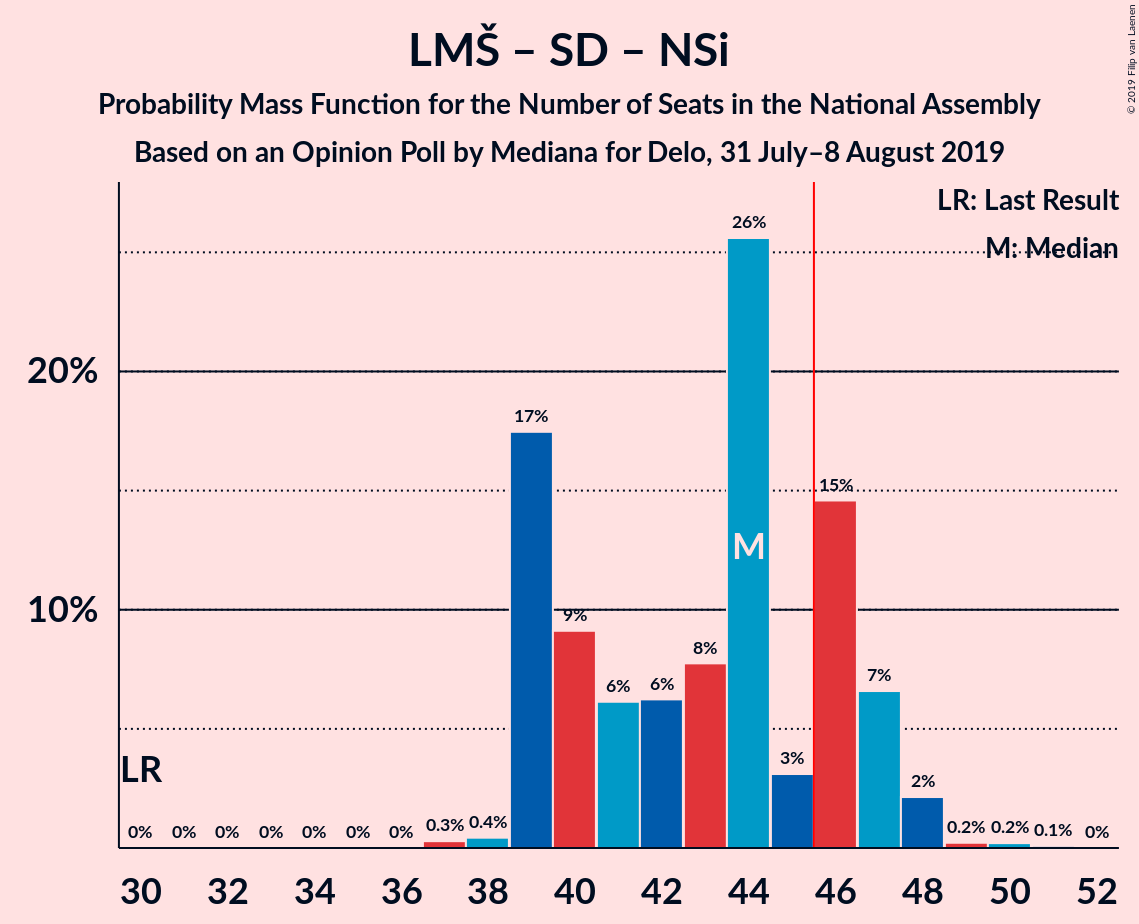 LMŠ – SD – NSi
Probability Mass Function for the Number of Seats in the National Assembly
Based on an Opinion Poll by Mediana for Delo, 31 July–8 August 2019
© 2019 Filip van Laenen
LR: Last Result
M: Median
20%
10%
LR
M
0% 0% 0% 0% 0% 0% 0% 0.3% 0.4% 17% 9% 6% 6% 8% 26% 3% 15% 7% 2% 0.2% 0.2% 0.1% 0%
30 32 34 36 38 40 42 44 46 48 50 52